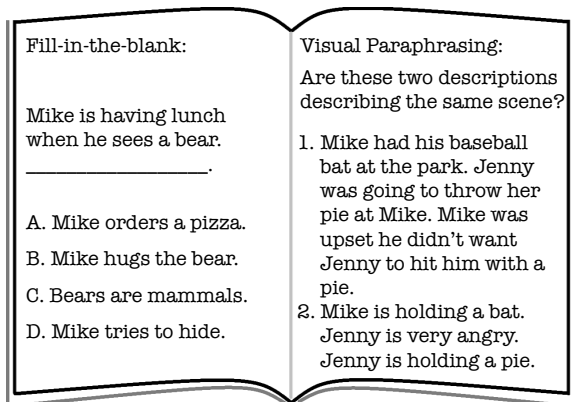 Fill-in-the-blank:
Mike is having lunch
when he sees a bear.
__________________.
A. Mike orders a pizza.
B. Mike hugs the bear.
C. Bears are mammals.
D. Mike tries to hide.
Visual Paraphrasing:
Are these two descriptions
describing the same scene?
1. Mike had his baseball
bat at the park. Jenny
was going to throw her
pie at Mike. Mike was
upset he didn't want
Jenny to hit him with a
pie.
2. Mike is holding a bat.
Jenny is very angry.
Jenny is holding a pie.